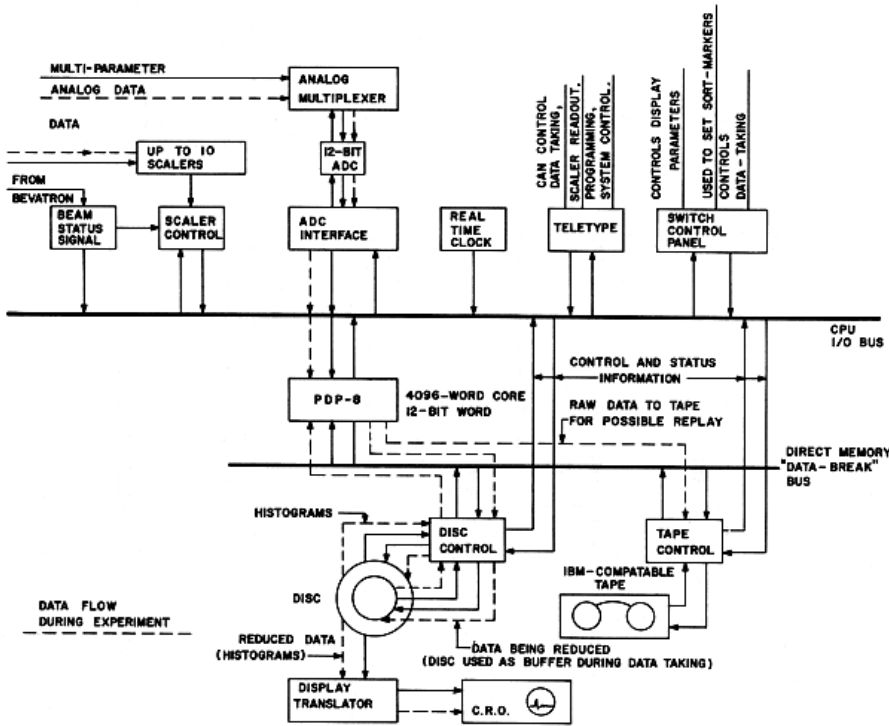 MULTI-PARAMETER
ANALOG DATA
DATA
ANALOG
MULTIPLEXER
UP TO 10
SCALERS
12-BIT
ADC
FROM
BEVATRON
BEAM
STATUS
SIGNAL
SCALER
CONTROL
ADC
INTERFACE
REAL
TIME
CLOCK
CAN CONTROL
DATA TAKING,
SCALER READOUT,
PROGRAMMING,
SYSTEM CONTROL.
TELETYPE
CONTROLS DISPLAY
PARAMETERS
USED TO SET SORT-MARKERS
CONTROLS
DATA-TAKING
SWITCH
CONTROL
PANEL
CPU
I/O BUS
CONTROL AND STATUS
INFORMATION
PDP-8
4096-WORD CORE
12-BIT WORD
RAW DATA TO TAPE
FOR POSSIBLE REPLAY
DIRECT MEMORY
"DATA-BREAK"
BUS
HISTOGRAMS
DISC
CONTROL
TAPE
CONTROL
IBM-COMPATABLE
TAPE
DISC
DATA FLOW
DURING EXPERIMENT
REDUCED DATA
(HISTOGRAMS)
DATA BEING REDUCED
(DISC USED AS BUFFER DURING DATA TAKING)
DISPLAY
TRANSLATOR
C.R.O.